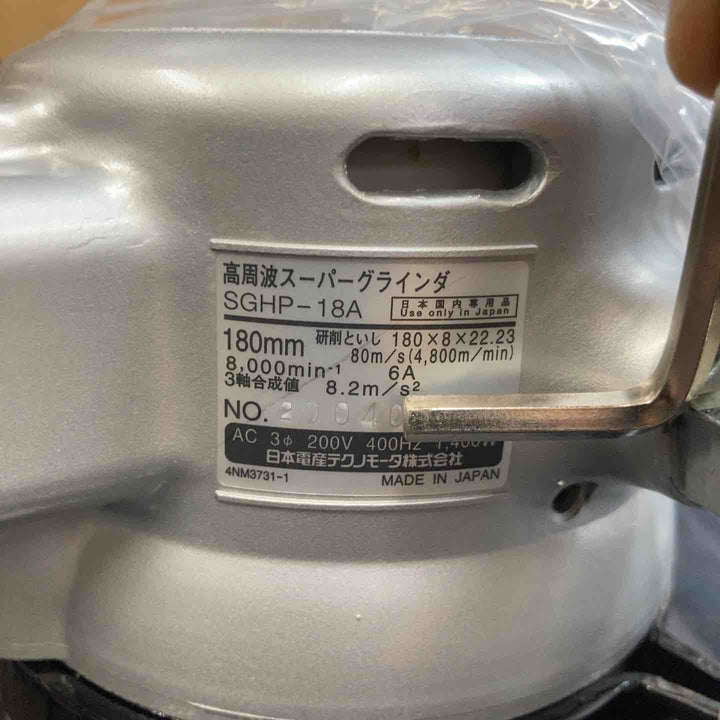 高周波スーパーグラインダ
SGHP-18A
日本国内専用品
Use only in Japan
180mm 研削といし 180×8×22.23
80m/s(4,800m/min)
8,000min⁻¹ 6A
3軸合成値 8.2m/s²
NO.
AC 3φ 200V 400Hz 1,400W
日本電産テクノモータ株式会社
4NM3731-1 MADE IN JAPAN